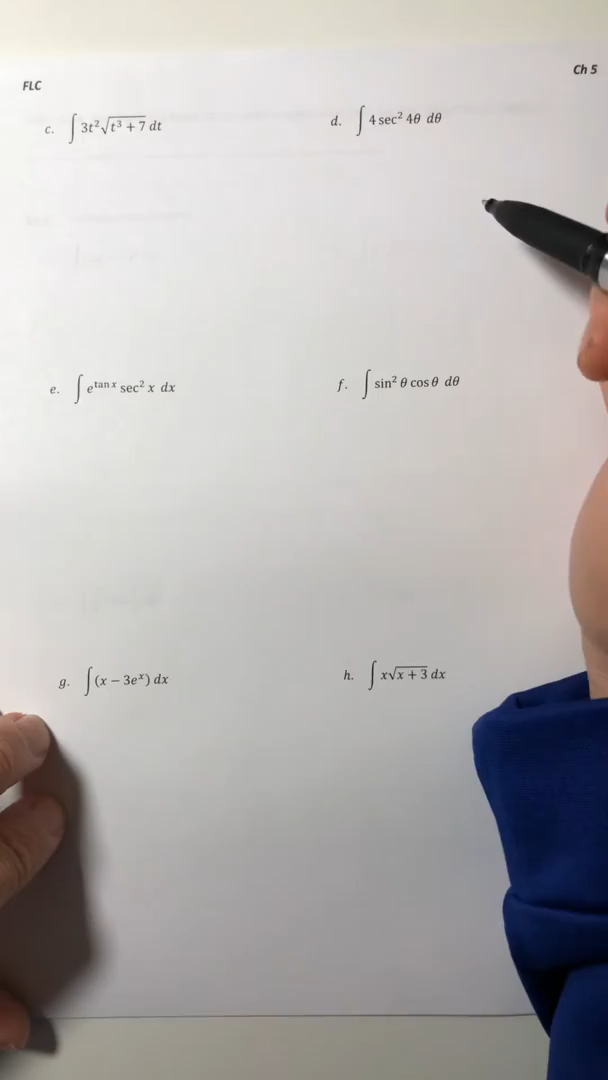 FLC
Ch 5
c. ∫ 3t²√(t³ + 7) dt
d. ∫ 4 sec² 4θ dθ
e. ∫ e^(tan x) sec² x dx
f. ∫ sin² θ cos θ dθ
g. ∫ (x − 3eˣ) dx
h. ∫ x√(x + 3) dx